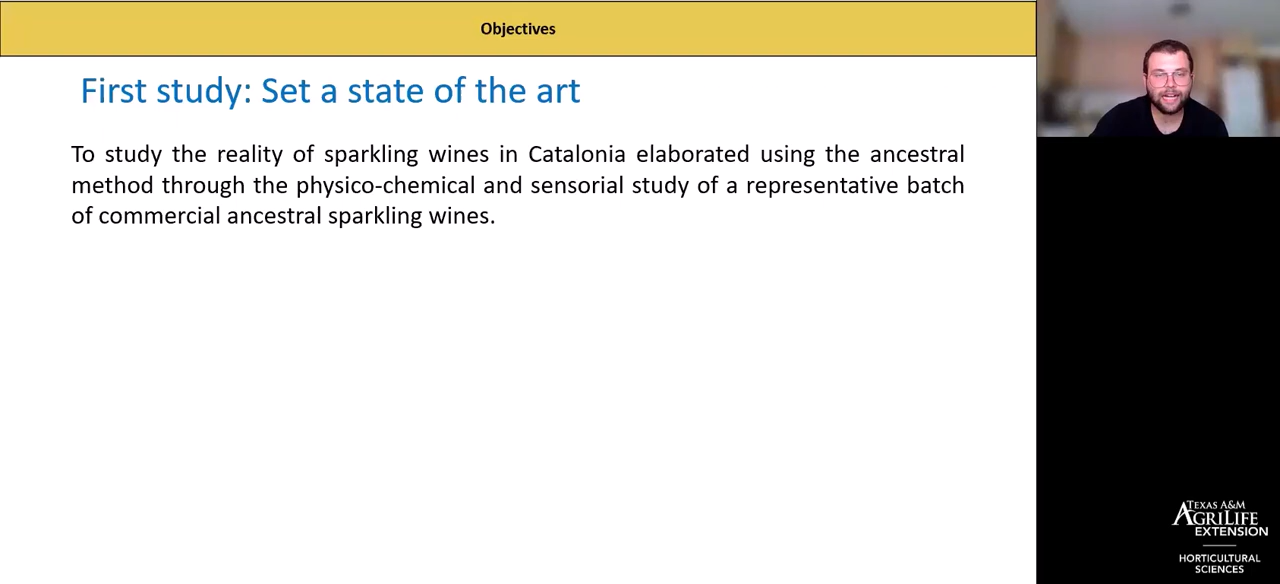 Objectives
First study: Set a state of the art
To study the reality of sparkling wines in Catalonia elaborated using the ancestral
method through the physico-chemical and sensorial study of a representative batch
of commercial ancestral sparkling wines.
TEXAS A&M
AGRILIFE
EXTENSION
HORTICULTURAL
SCIENCES